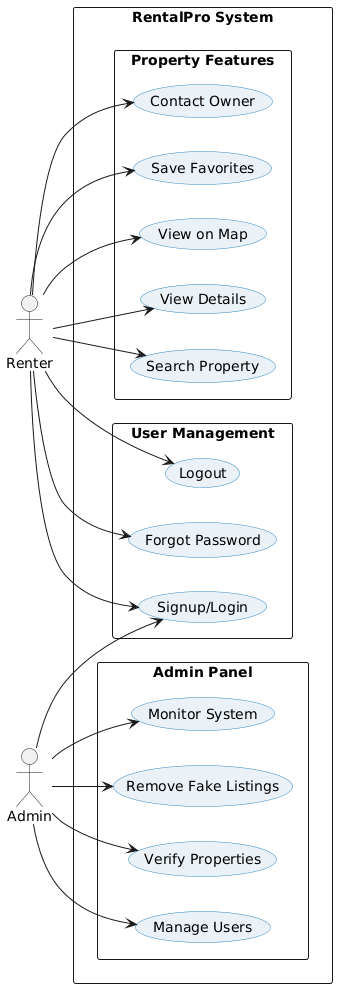 RentalPro System
Property Features
Contact Owner
Save Favorites
View on Map
View Details
Search Property
Renter
User Management
Logout
Forgot Password
Signup/Login
Admin Panel
Monitor System
Remove Fake Listings
Admin
Verify Properties
Manage Users